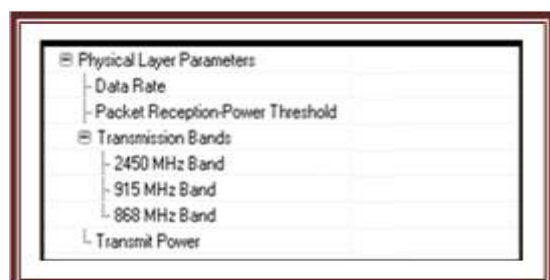 Physical Layer Parameters
Data Rate
Packet Reception-Power Threshold
Transmission Bands
2450 MHz Band
915 MHz Band
868 MHz Band
Transmit Power